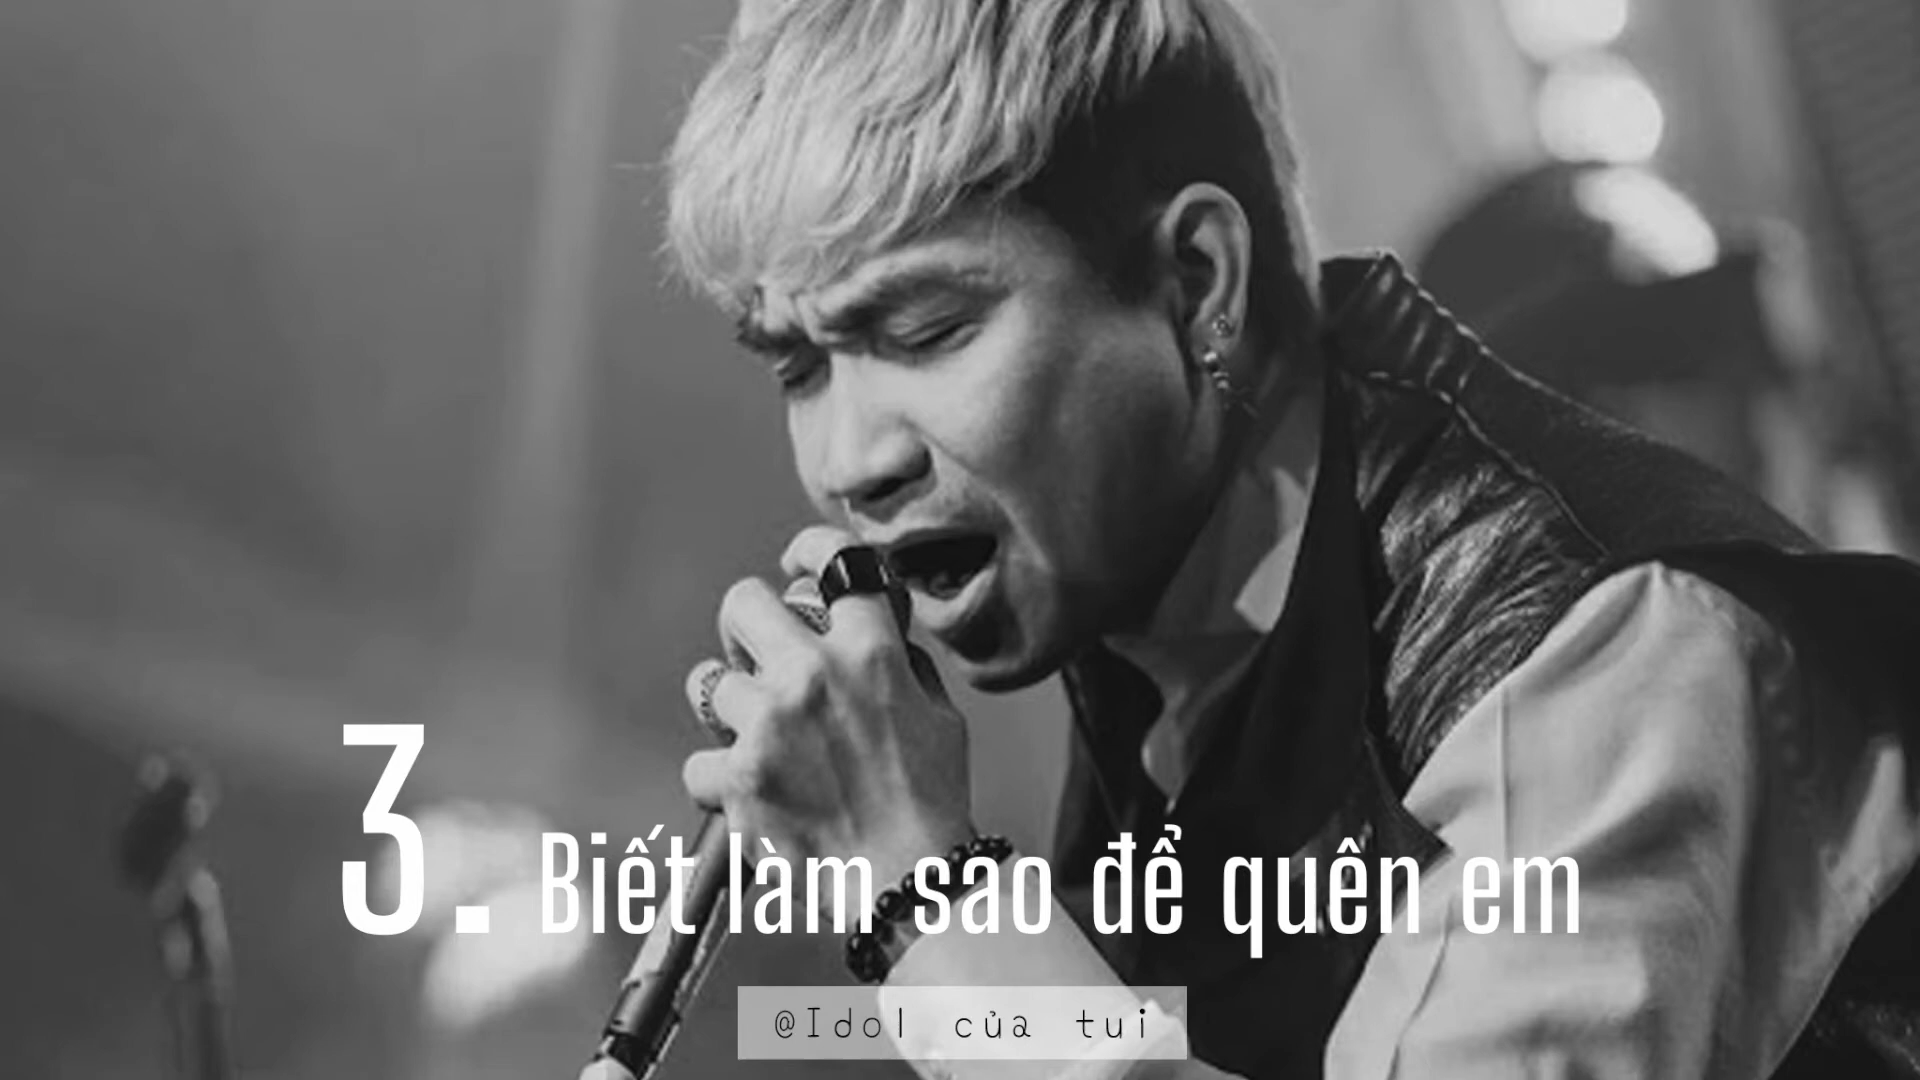 3. Biết làm sao để quên em
@Idol của tui